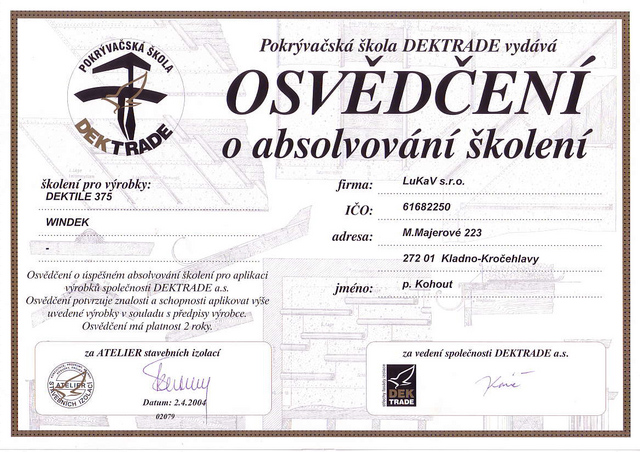 POKRÝVAČSKÁ ŠKOLA
DEKTRADE
Pokrývačská škola DEKTRADE vydává
OSVĚDČENÍ
o absolvování školení
školení pro výrobky:
DEKTILE 375
WINDEK
-
firma: LuKaV s.r.o.
IČO: 61682250
adresa: M.Majerové 223
272 01 Kladno-Kročehlavy
jméno: p. Kohout
Osvědčení o úspěšném absolvování školení pro aplikaci
výrobků společnosti DEKTRADE a.s.
Osvědčení potvrzuje znalosti a schopnosti aplikovat výše
uvedené výrobky v souladu s předpisy výrobce.
Osvědčení má platnost 2 roky.
za ATELIER stavebních izolací
ATELIER
STAVEBNÍCH IZOLACÍ
Datum: 2.4.2004
02079
za vedení společnosti DEKTRADE a.s.
DEK
TRADE